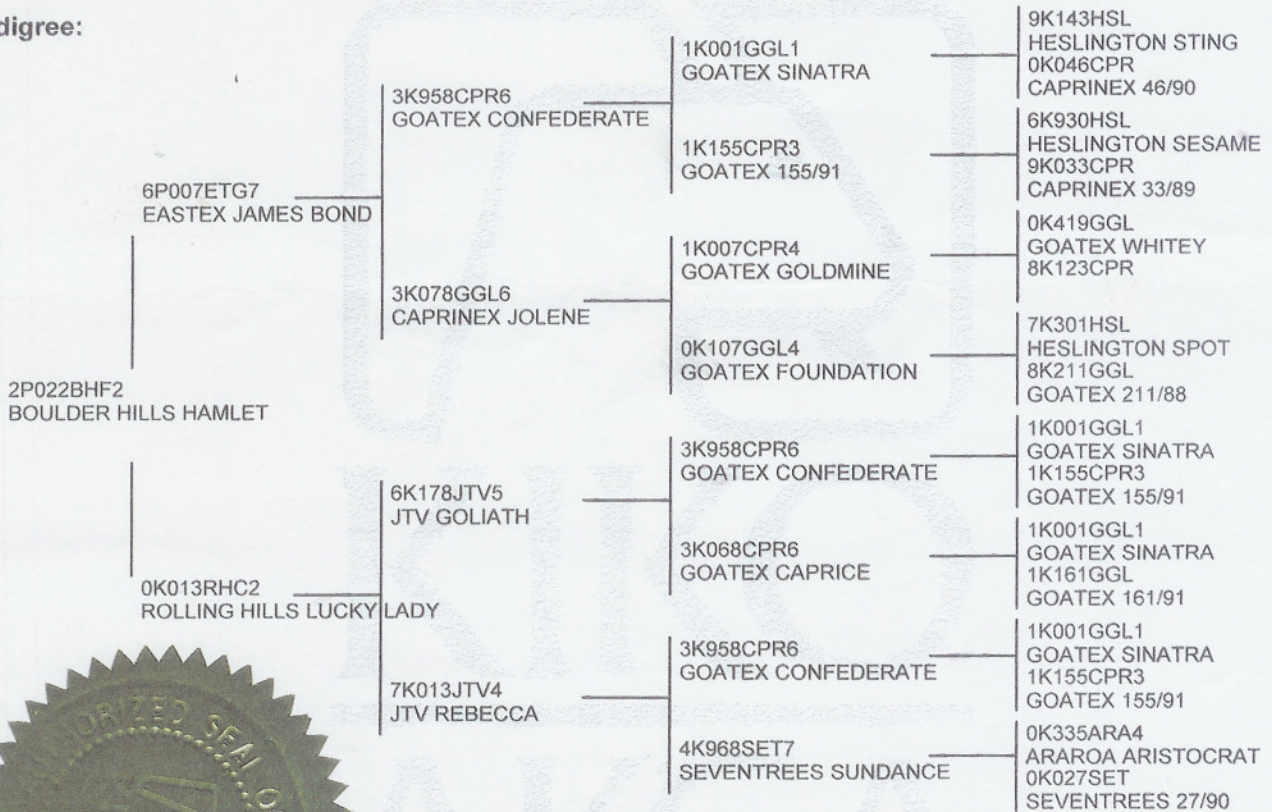 digree:
2P022BHF2
BOULDER HILLS HAMLET
6P007ETG7
EASTEX JAMES BOND
0K013RHC2
ROLLING HILLS LUCKY LADY
3K958CPR6
GOATEX CONFEDERATE
3K078GGL6
CAPRINEX JOLENE
6K178JTV5
JTV GOLIATH
7K013JTV4
JTV REBECCA
1K001GGL1
GOATEX SINATRA
1K155CPR3
GOATEX 155/91
1K007CPR4
GOATEX GOLDMINE
0K107GGL4
GOATEX FOUNDATION
3K958CPR6
GOATEX CONFEDERATE
3K068CPR6
GOATEX CAPRICE
3K958CPR6
GOATEX CONFEDERATE
4K968SET7
SEVENTREES SUNDANCE
9K143HSL
HESLINGTON STING
0K046CPR
CAPRINEX 46/90
6K930HSL
HESLINGTON SESAME
9K033CPR
CAPRINEX 33/89
0K419GGL
GOATEX WHITEY
8K123CPR
7K301HSL
HESLINGTON SPOT
8K211GGL
GOATEX 211/88
1K001GGL1
GOATEX SINATRA
1K155CPR3
GOATEX 155/91
1K001GGL1
GOATEX SINATRA
1K161GGL
GOATEX 161/91
1K001GGL1
GOATEX SINATRA
1K155CPR3
GOATEX 155/91
0K335ARA4
ARAROA ARISTOCRAT
0K027SET
SEVENTREES 27/90
KIKO
ORIZED SEAL O